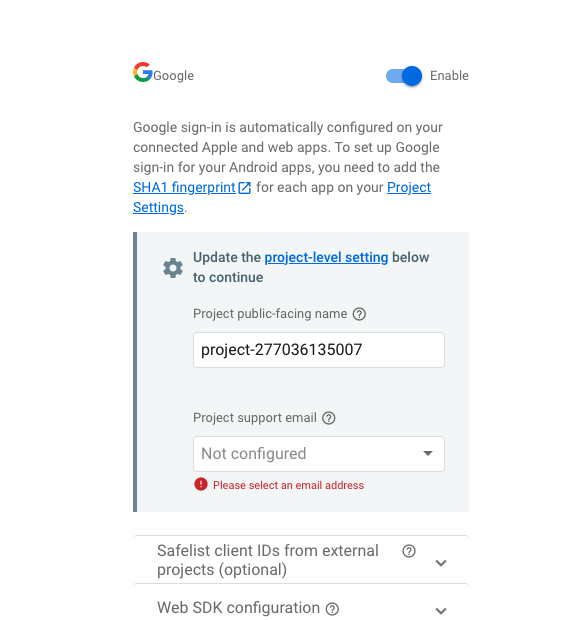 Google
Enable
Google sign-in is automatically configured on your
connected Apple and web apps. To set up Google
sign-in for your Android apps, you need to add the
SHA1 fingerprint for each app on your Project
Settings.
Update the project-level setting below
to continue
Project public-facing name
project-277036135007
Project support email
Not configured
Please select an email address
Safelist client IDs from external
projects (optional)
Web SDK configuration